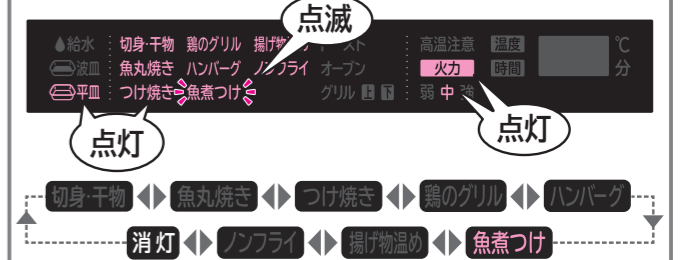 点滅
給水 切身・干物 鶏のグリル 揚げ物 高温注意 温度 ℃
波皿 魚丸焼き ハンバーグ ノンフライ オーブン 火力 時間 分
平皿 つけ焼き 魚煮つけ グリル 上 下 弱 中 強
点灯 点灯
切身・干物 魚丸焼き つけ焼き 鶏のグリル ハンバーグ
消灯 ノンフライ 揚げ物温め 魚煮つけ